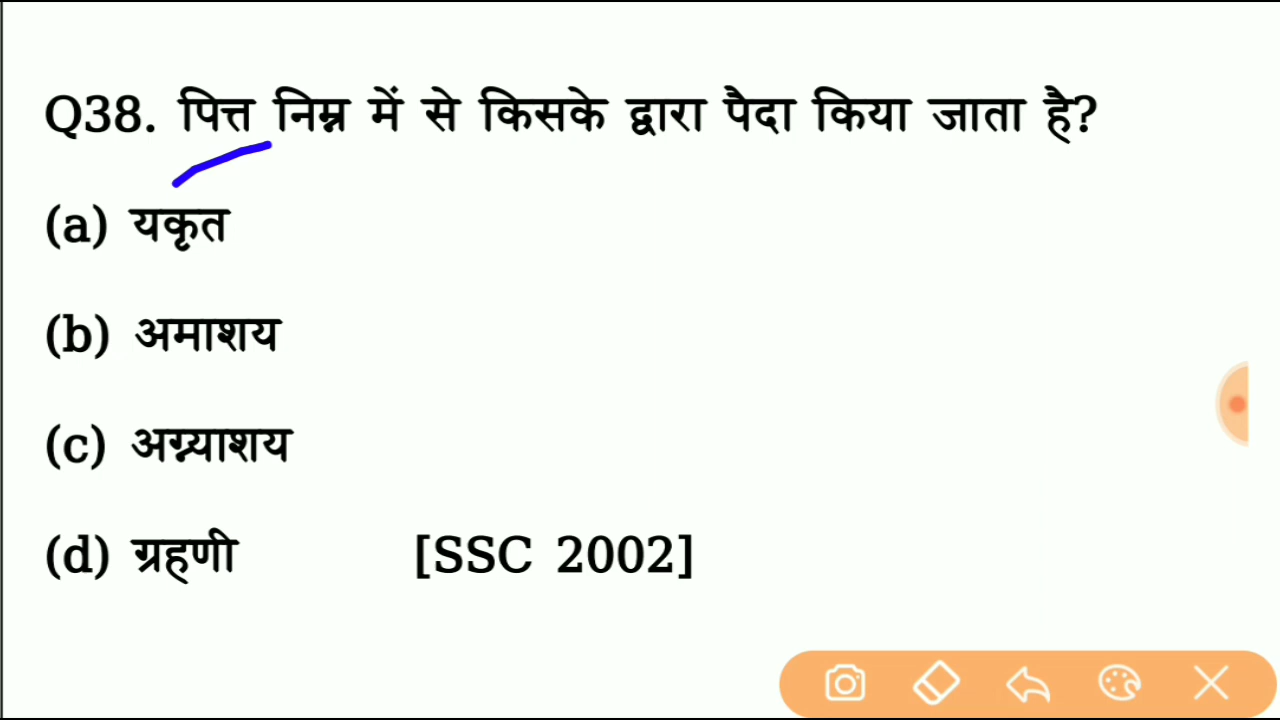 Q38. पित्त निम्न में से किसके द्वारा पैदा किया जाता है?
(a) यकृत
(b) अमाशय
(c) अग्न्याशय
(d) ग्रहणी [SSC 2002]